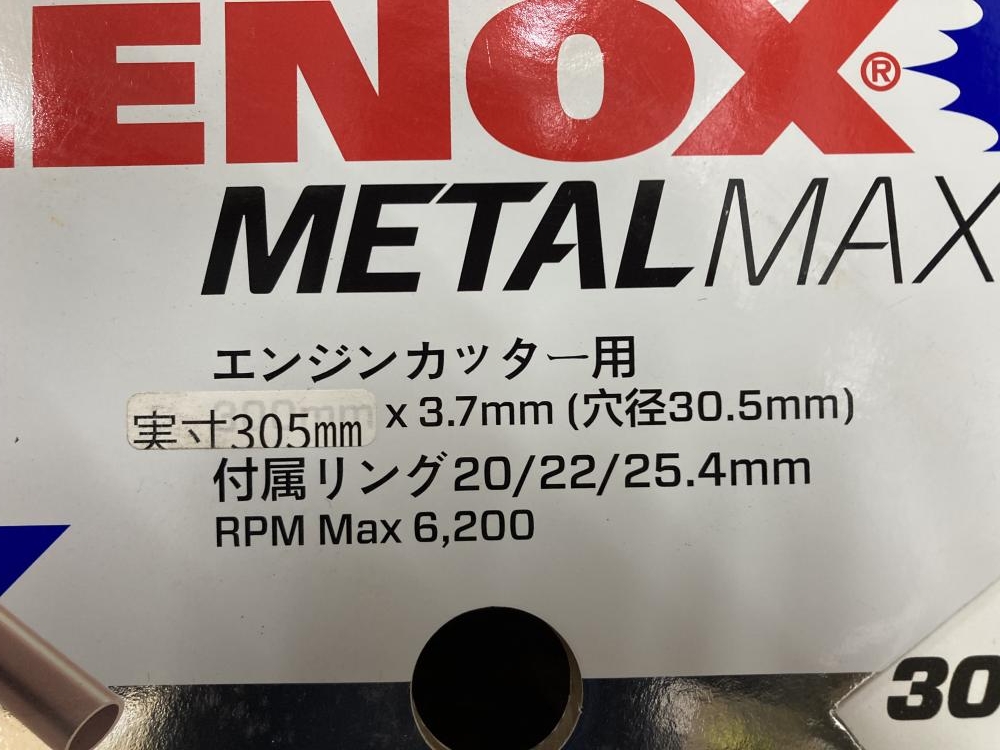 LENOX®
METALMAX
エンジンカッター用
実寸305mm x 3.7mm (穴径30.5mm)
付属リング20/22/25.4mm
RPM Max 6,200
30